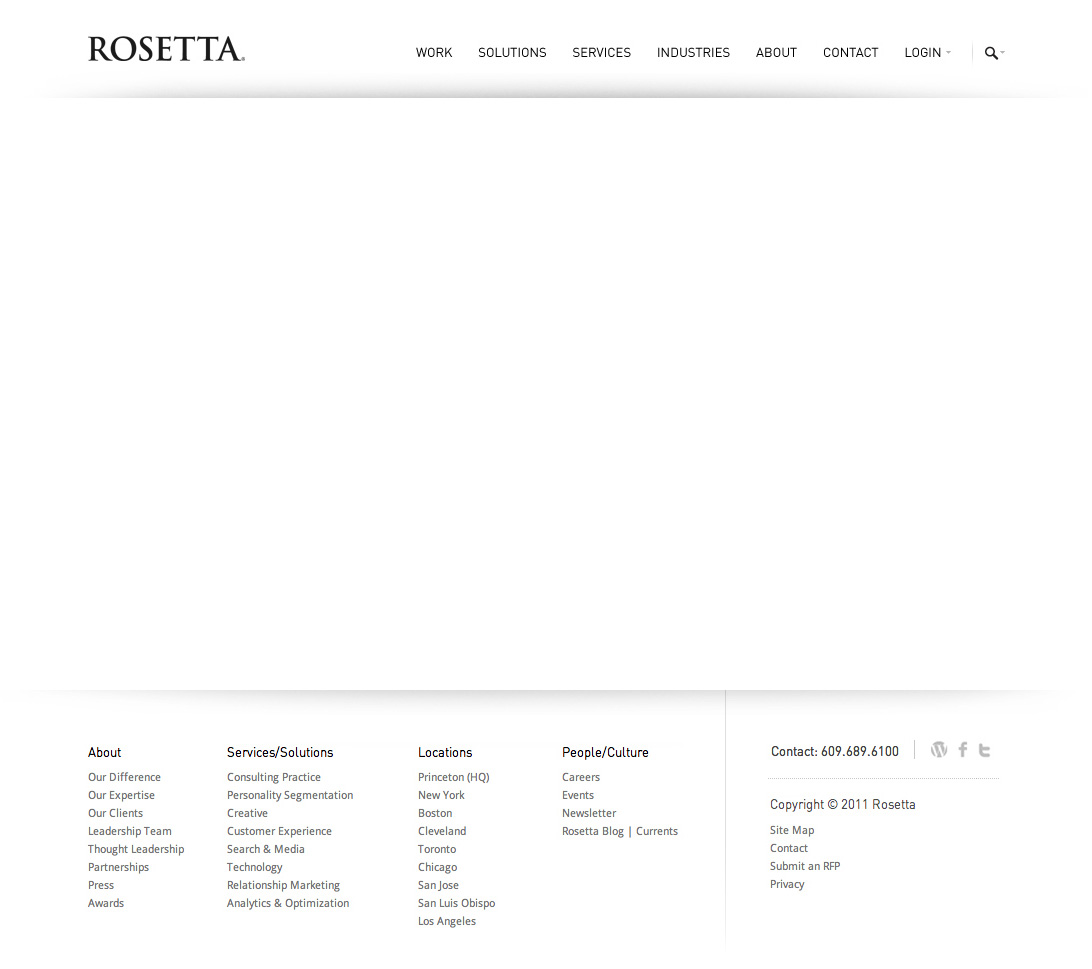 ROSETTA
WORK SOLUTIONS SERVICES INDUSTRIES ABOUT CONTACT LOGIN
About
Our Difference
Our Expertise
Our Clients
Leadership Team
Thought Leadership
Partnerships
Press
Awards
Services/Solutions
Consulting Practice
Personality Segmentation
Creative
Customer Experience
Search & Media
Technology
Relationship Marketing
Analytics & Optimization
Locations
Princeton (HQ)
New York
Boston
Cleveland
Toronto
Chicago
San Jose
San Luis Obispo
Los Angeles
People/Culture
Careers
Events
Newsletter
Rosetta Blog | Currents
Contact: 609.689.6100
Copyright © 2011 Rosetta
Site Map
Contact
Submit an RFP
Privacy